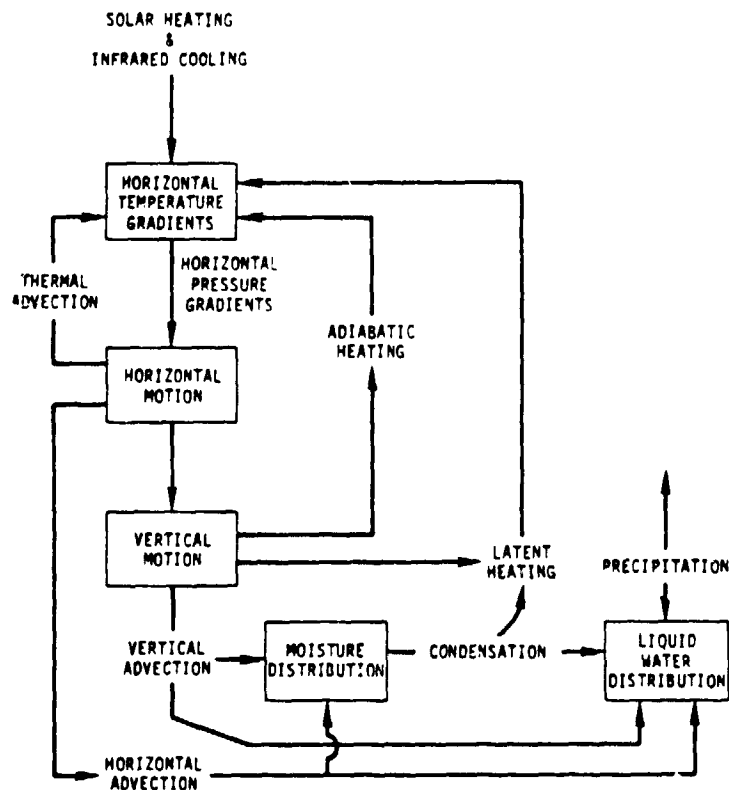 SOLAR HEATING
&
INFRARED COOLING
HORIZONTAL
TEMPERATURE
GRADIENTS
HORIZONTAL
PRESSURE
GRADIENTS
THERMAL
ADVECTION
ADIABATIC
HEATING
HORIZONTAL
MOTION
VERTICAL
MOTION
LATENT
HEATING
PRECIPITATION
VERTICAL
ADVECTION
MOISTURE
DISTRIBUTION
CONDENSATION
LIQUID
WATER
DISTRIBUTION
HORIZONTAL
ADVECTION